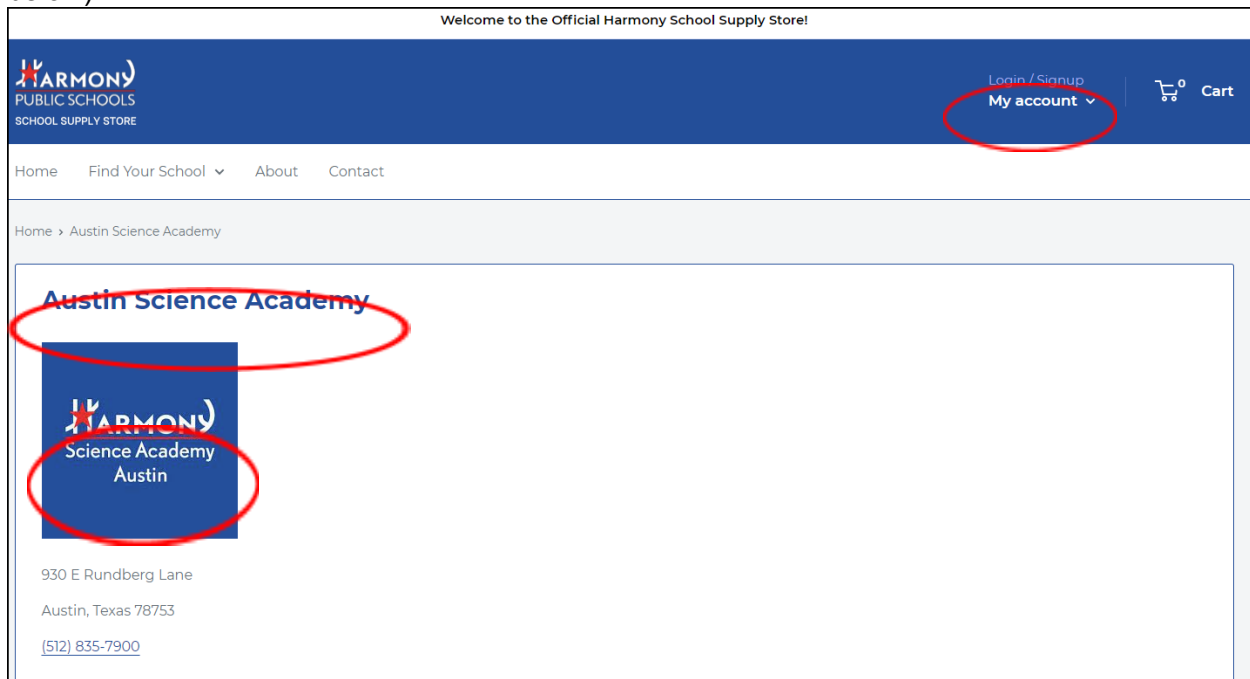 Welcome to the Official Harmony School Supply Store!
HARMONY
PUBLIC SCHOOLS
SCHOOL SUPPLY STORE
Login / Signup
My account
0 Cart
Home Find Your School About Contact
Home › Austin Science Academy
Austin Science Academy
HARMONY
Science Academy
Austin
930 E Rundberg Lane
Austin, Texas 78753
(512) 835-7900